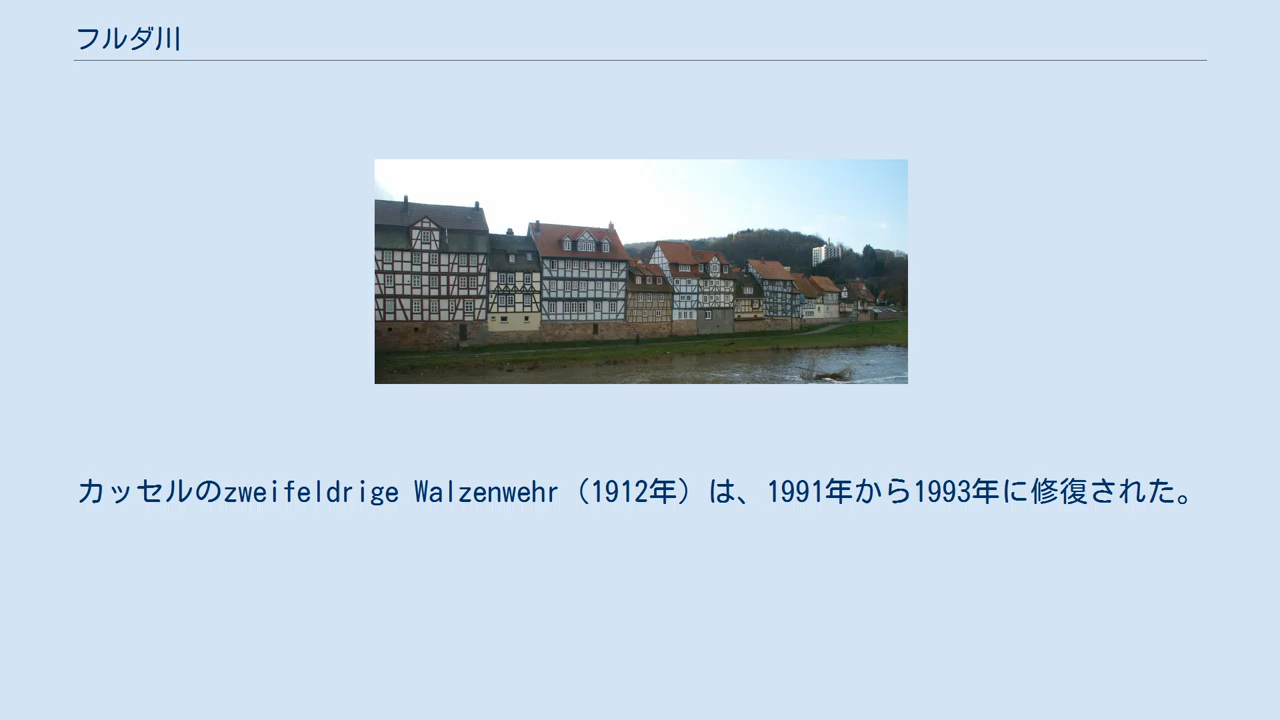 フルダ川
カッセルのzweifeldrige Walzenwehr（1912年）は、1991年から1993年に修復された。